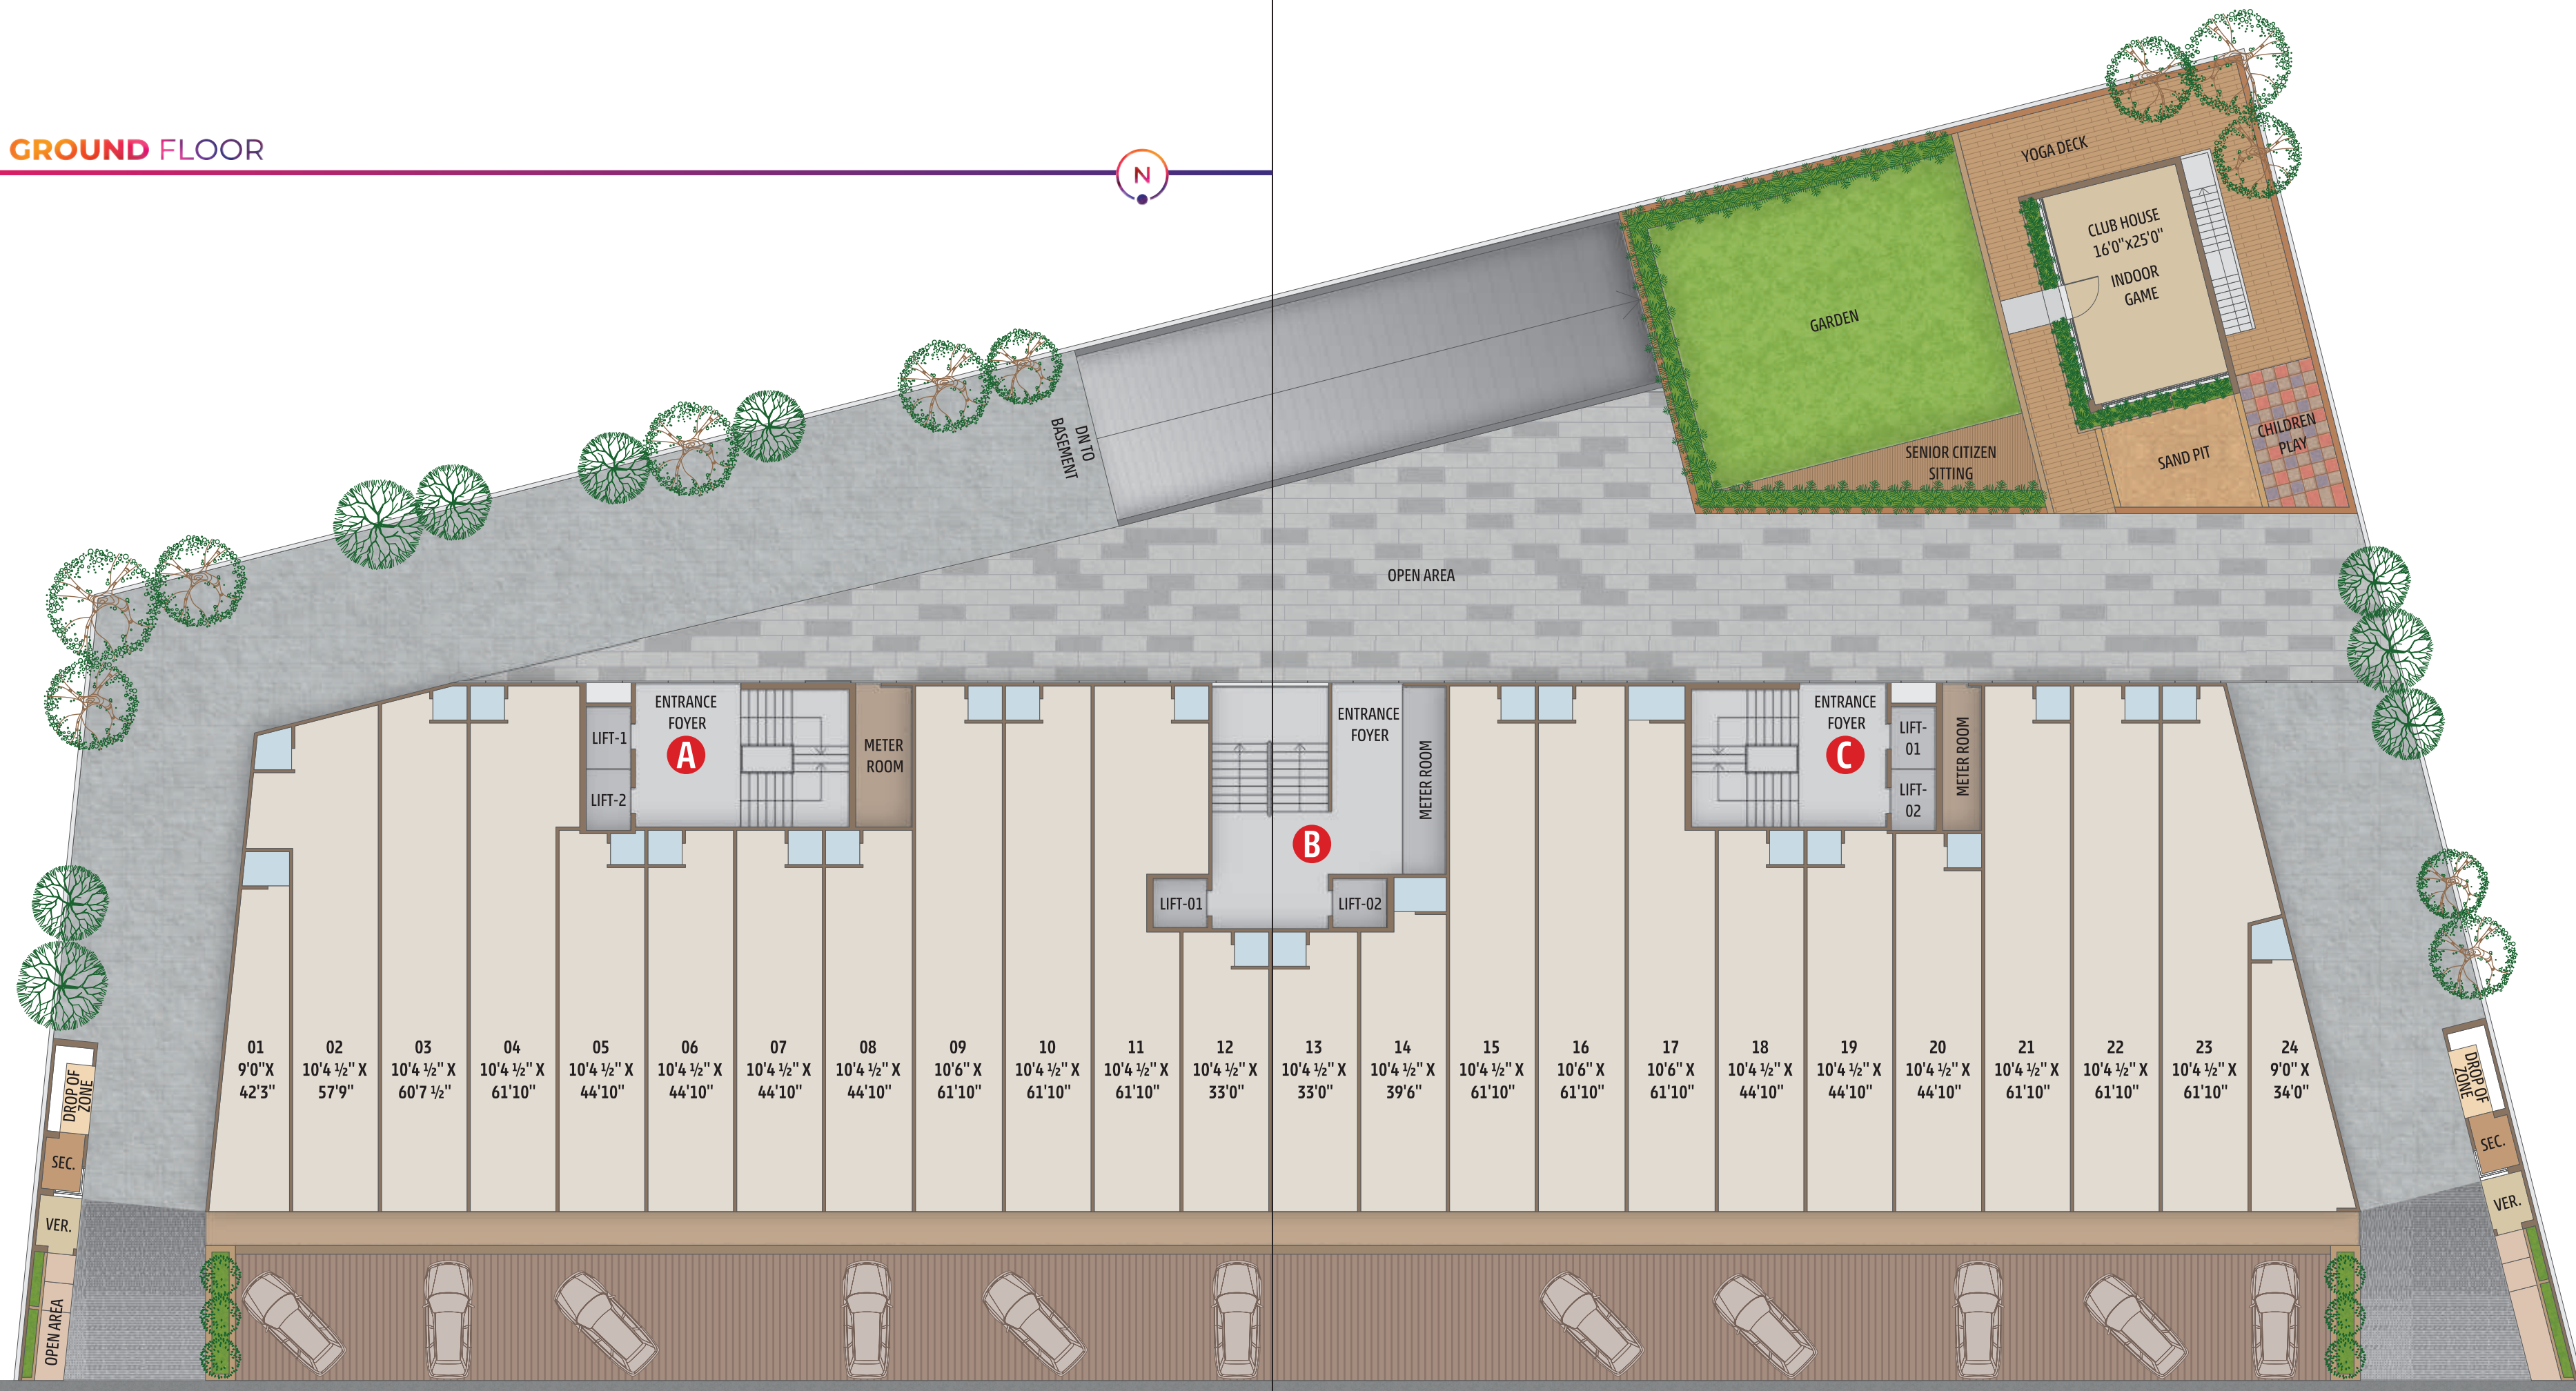 GROUND FLOOR
N
YOGA DECK
CLUB HOUSE
16'0"x25'0"
INDOOR
GAME
GARDEN
SENIOR CITIZEN
SITTING
SAND PIT
CHILDREN
PLAY
DN TO
BASEMENT
OPEN AREA
LIFT-1
LIFT-2
ENTRANCE
FOYER
A
METER
ROOM
ENTRANCE
FOYER
METER ROOM
B
LIFT-01
LIFT-02
ENTRANCE
FOYER
C
LIFT-
01
LIFT-
02
METER ROOM
01
9'0"X
42'3"
02
10'4 ½" X
57'9"
03
10'4 ½" X
60'7 ½"
04
10'4 ½" X
61'10"
05
10'4 ½" X
44'10"
06
10'4 ½" X
44'10"
07
10'4 ½" X
44'10"
08
10'4 ½" X
44'10"
09
10'6" X
61'10"
10
10'4 ½" X
61'10"
11
10'4 ½" X
61'10"
12
10'4 ½" X
33'0"
13
10'4 ½" X
33'0"
14
10'4 ½" X
39'6"
15
10'4 ½" X
61'10"
16
10'6" X
61'10"
17
10'6" X
61'10"
18
10'4 ½" X
44'10"
19
10'4 ½" X
44'10"
20
10'4 ½" X
44'10"
21
10'4 ½" X
61'10"
22
10'4 ½" X
61'10"
23
10'4 ½" X
61'10"
24
9'0" X
34'0"
DROP OF
ZONE
SEC.
VER.
OPEN AREA
DROP OF
ZONE
SEC.
VER.